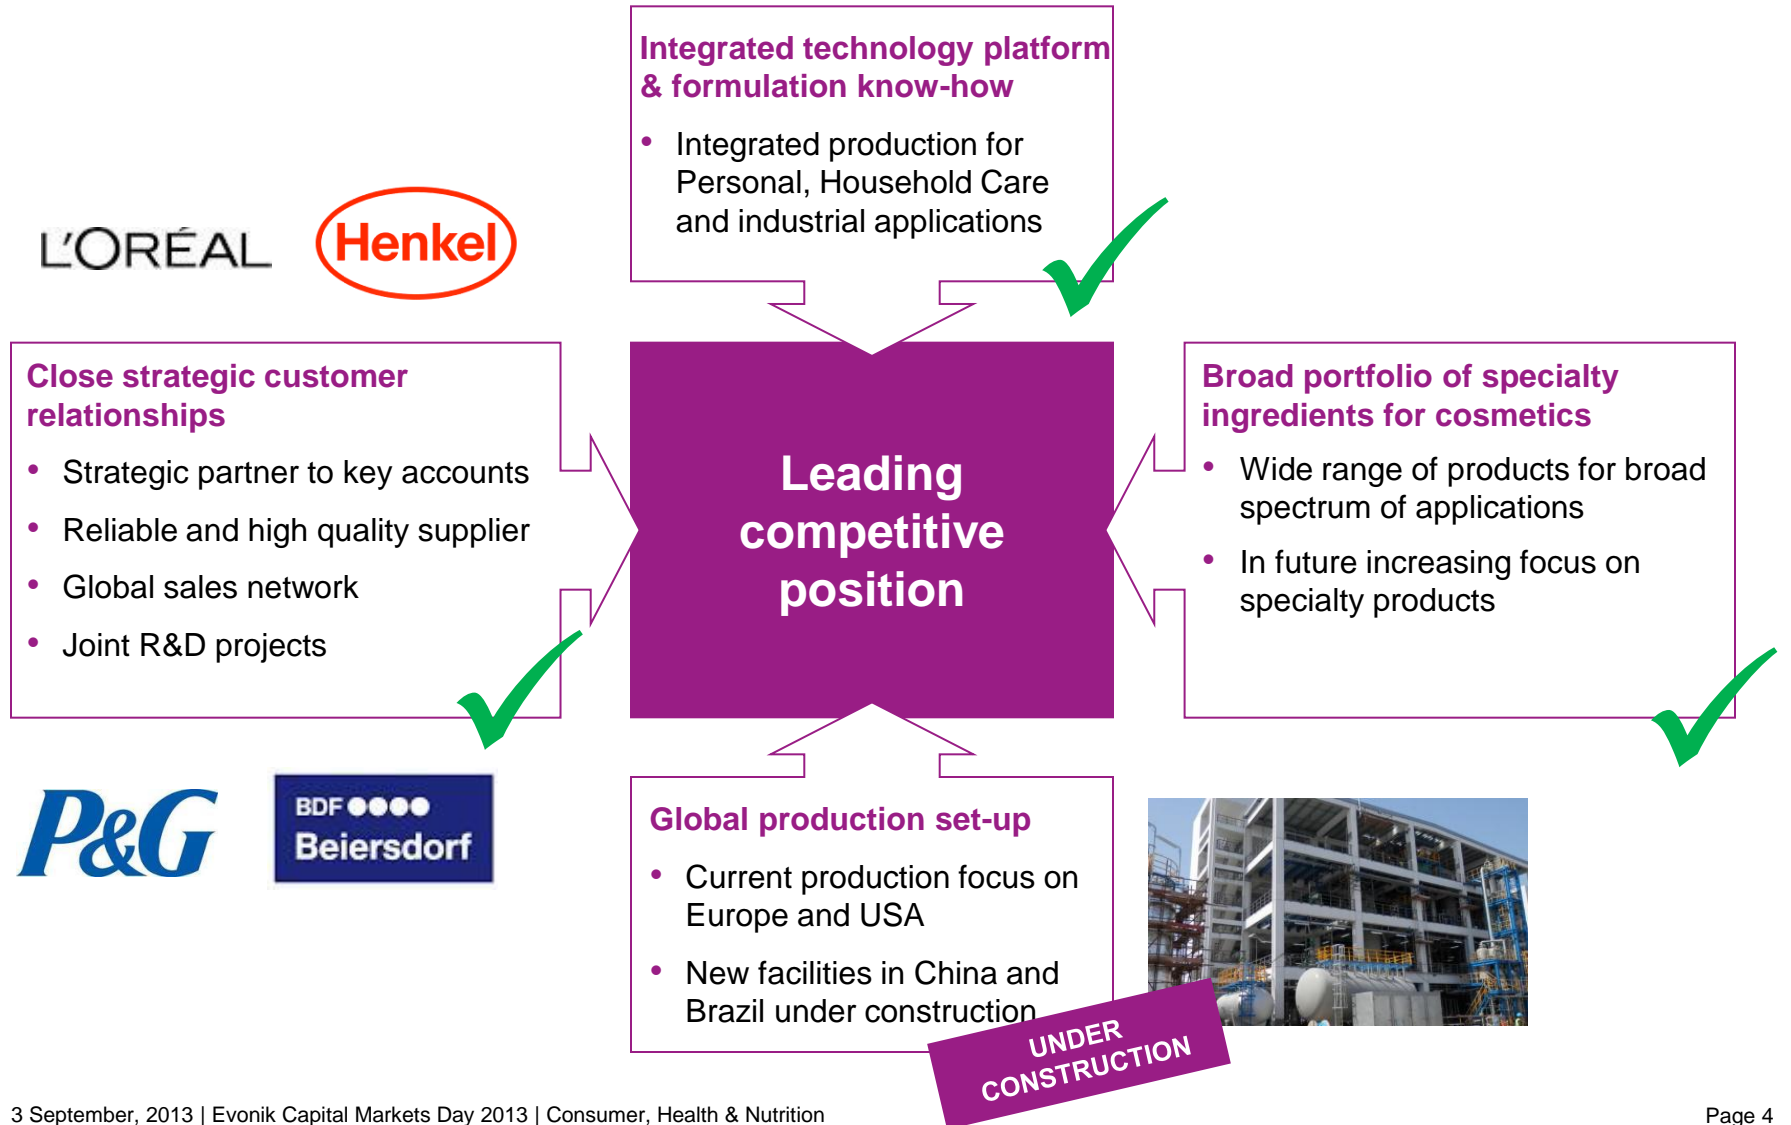 Integrated technology platform
& formulation know-how
• Integrated production for
Personal, Household Care
and industrial applications
L'ORÉAL
Henkel
Close strategic customer
relationships
• Strategic partner to key accounts
• Reliable and high quality supplier
• Global sales network
• Joint R&D projects
Leading
competitive
position
Broad portfolio of specialty
ingredients for cosmetics
• Wide range of products for broad
spectrum of applications
• In future increasing focus on
specialty products
P&G
BDF
Beiersdorf
Global production set-up
• Current production focus on
Europe and USA
• New facilities in China and
Brazil under construction
UNDER
CONSTRUCTION
3 September, 2013 | Evonik Capital Markets Day 2013 | Consumer, Health & Nutrition
Page 4